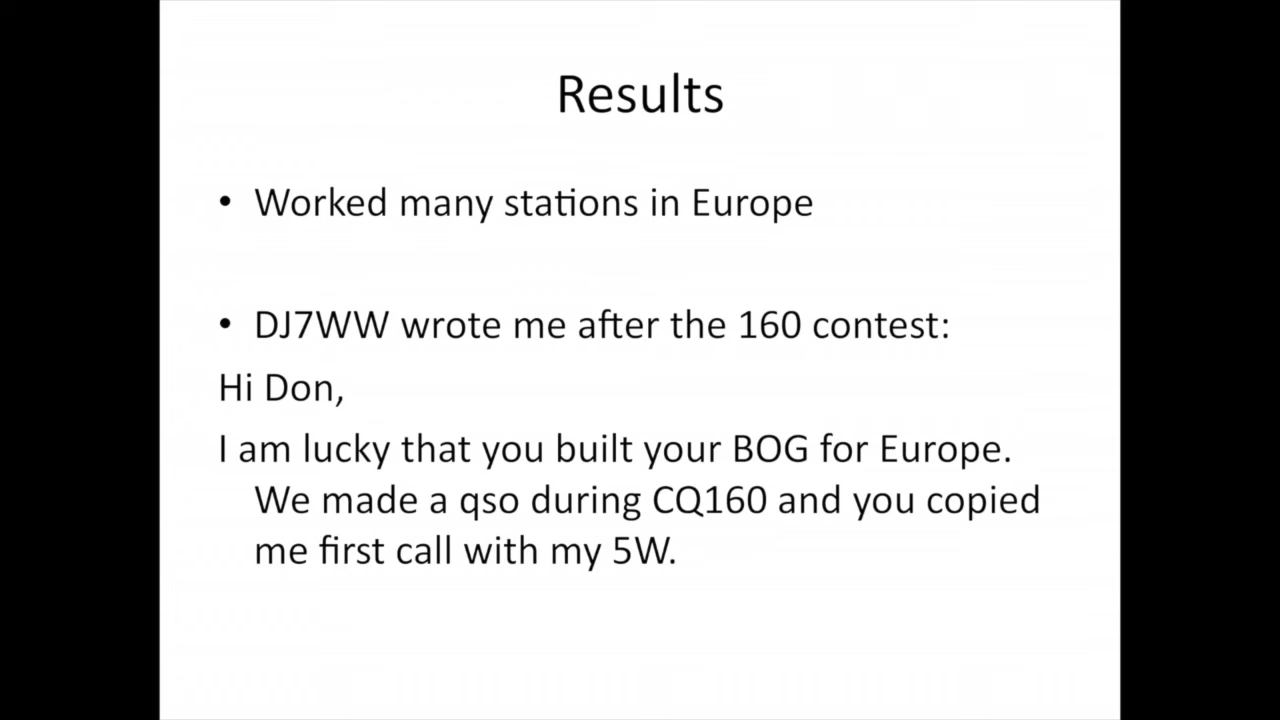 Results
• Worked many stations in Europe
• DJ7WW wrote me after the 160 contest:
Hi Don,
I am lucky that you built your BOG for Europe.
We made a qso during CQ160 and you copied
me first call with my 5W.